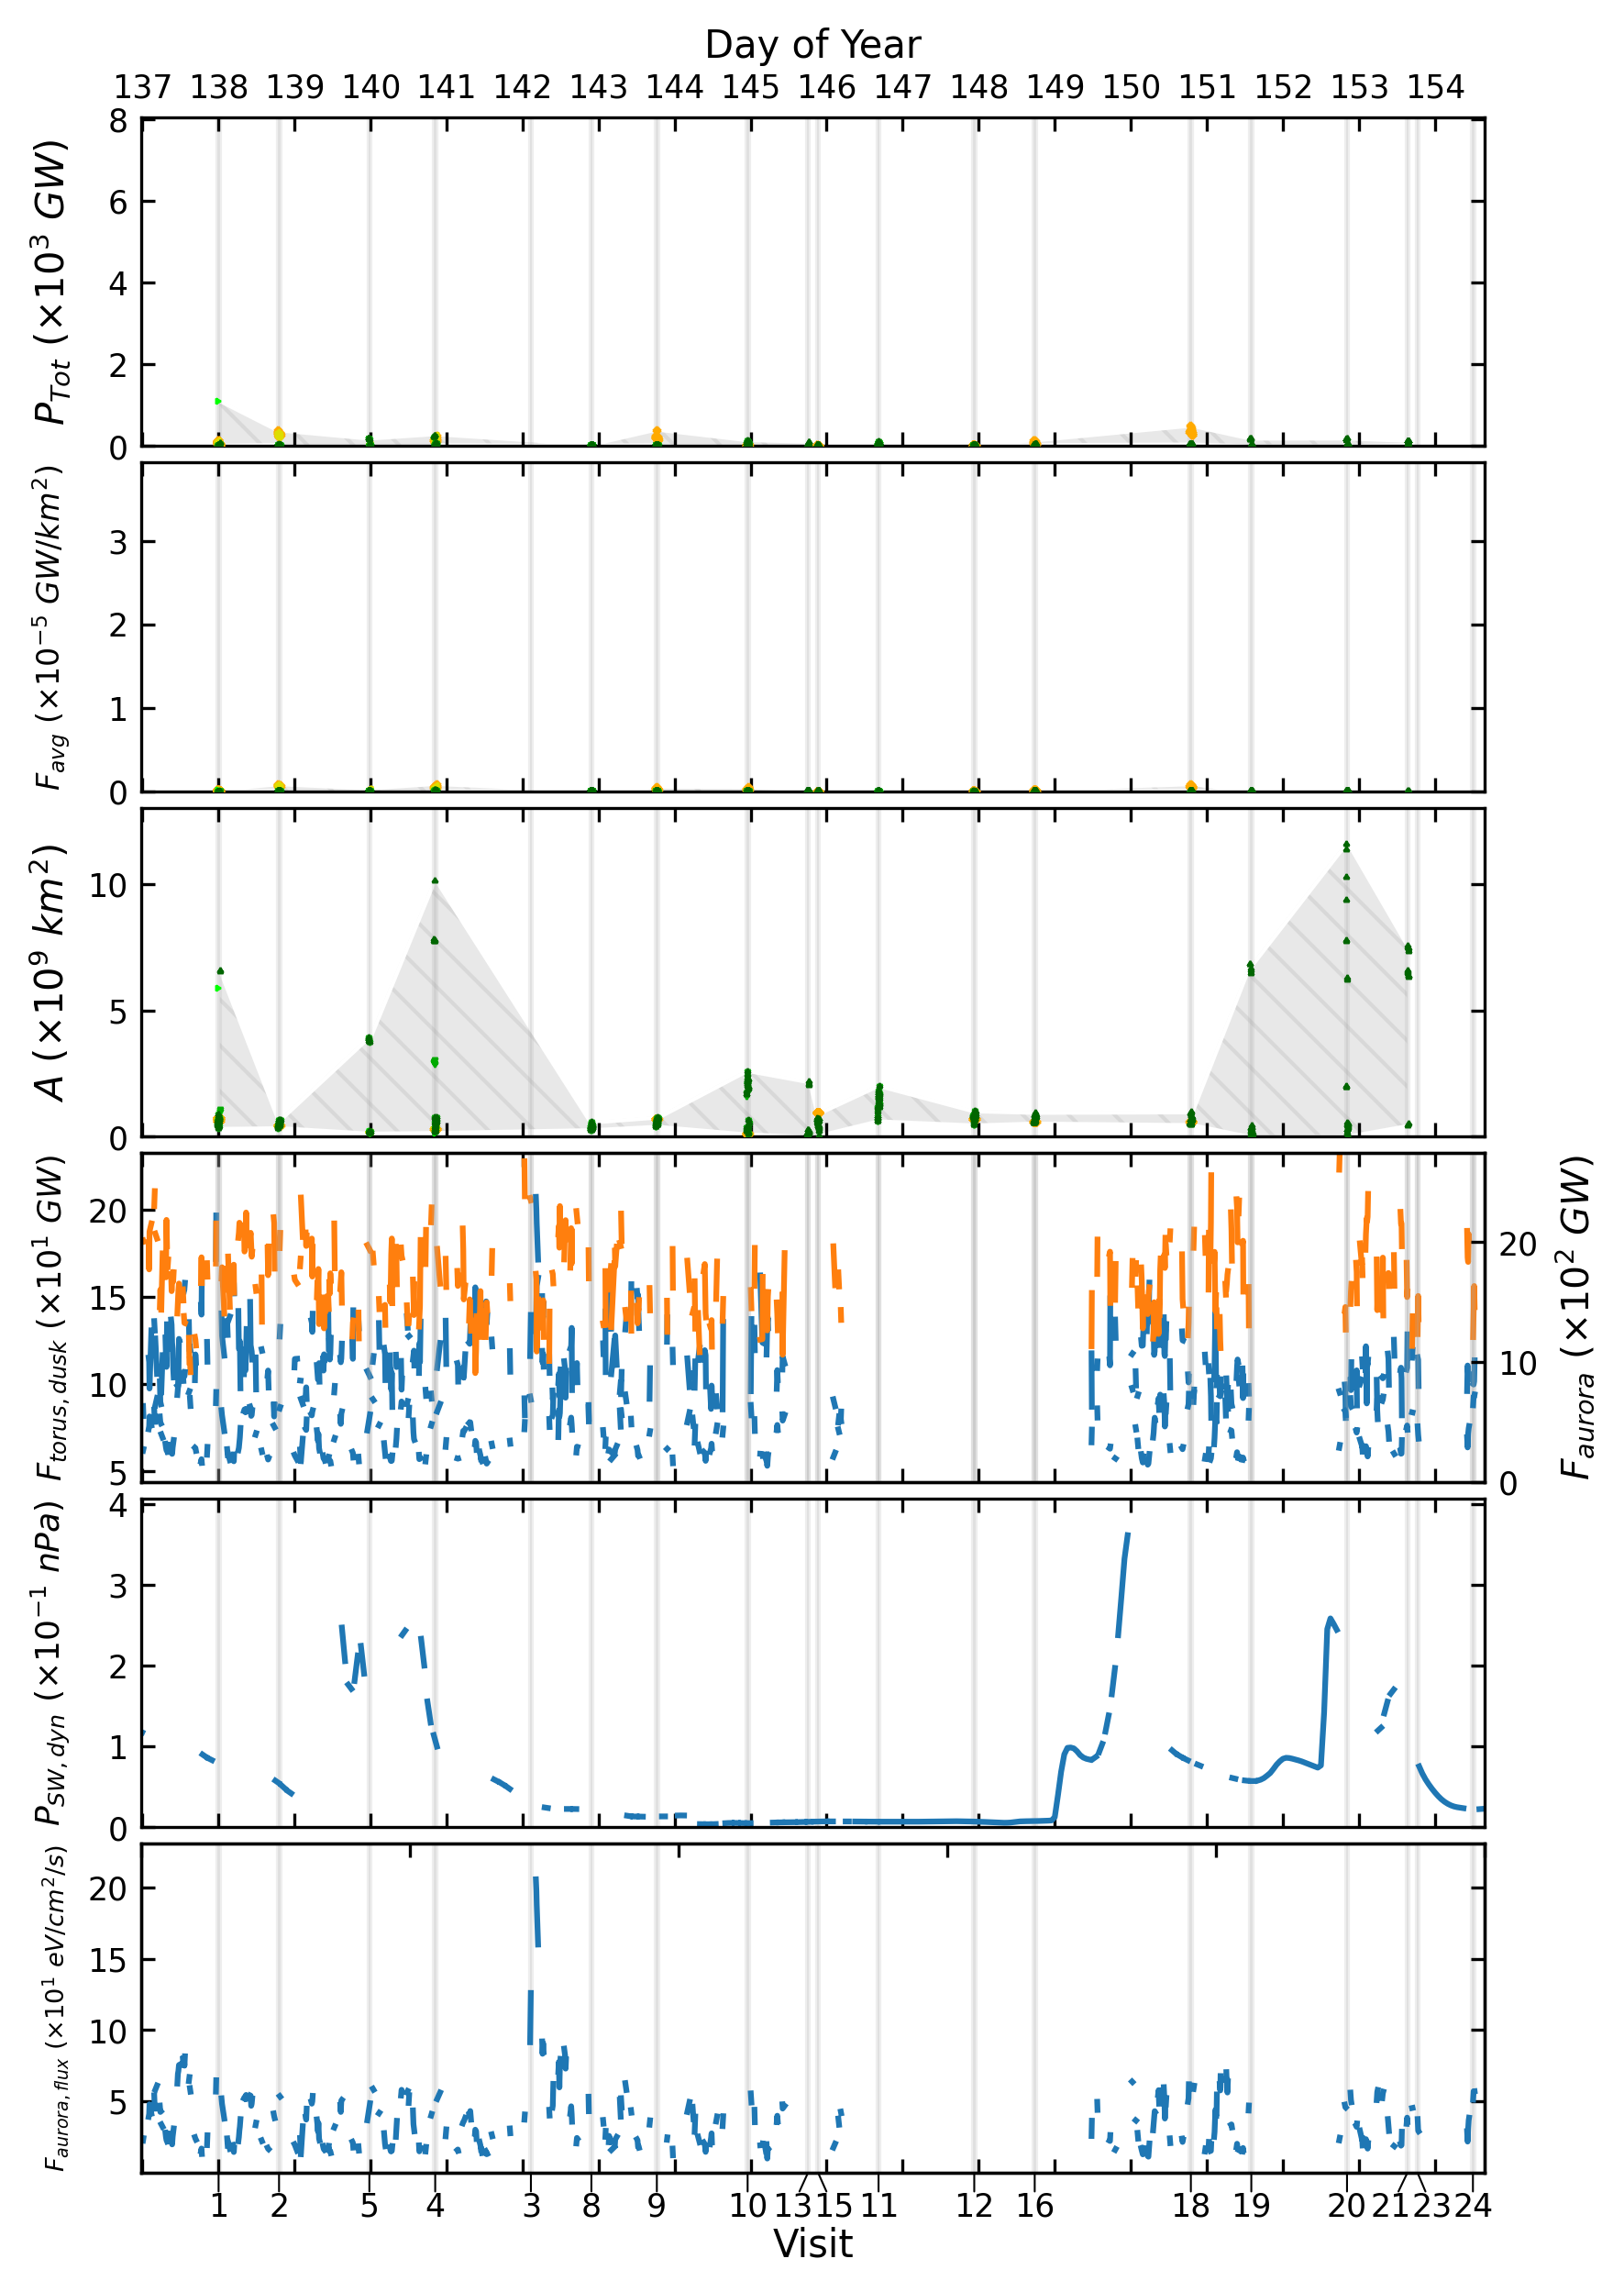 Day of Year
137 138 139 140 141 142 143 144 145 146 147 148 149 150 151 152 153 154
P_Tot (×10^3 GW)
8
6
4
2
0
F_avg (×10^−5 GW/km^2)
3
2
1
0
A (×10^9 km^2)
10
5
0
F_torus,dusk (×10^1 GW)
20
15
10
5
F_aurora (×10^2 GW)
20
10
0
P_SW,dyn (×10^−1 nPa)
4
3
2
1
0
F_aurora,flux (×10^1 eV/cm^2/s)
20
15
10
5
1 2 5 4 3 8 9 10 13 15 11 12 16 18 19 20 21 23 24
Visit